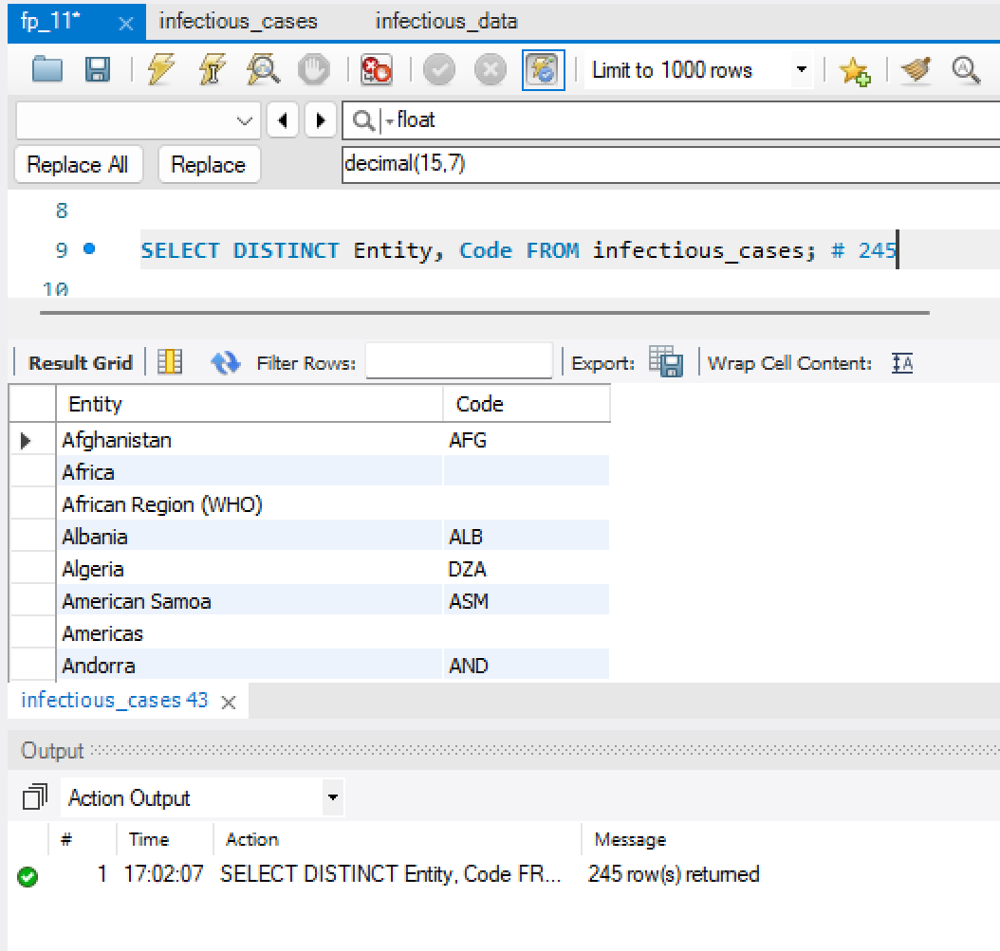 fp_11* infectious_cases infectious_data
Limit to 1000 rows
float
Replace All Replace decimal(15,7)
8
9 SELECT DISTINCT Entity, Code FROM infectious_cases; # 245
10
Result Grid Filter Rows: Export: Wrap Cell Content:
Entity Code
Afghanistan AFG
Africa
African Region (WHO)
Albania ALB
Algeria DZA
American Samoa ASM
Americas
Andorra AND
infectious_cases 43
Output
Action Output
# Time Action Message
1 17:02:07 SELECT DISTINCT Entity, Code FR... 245 row(s) returned